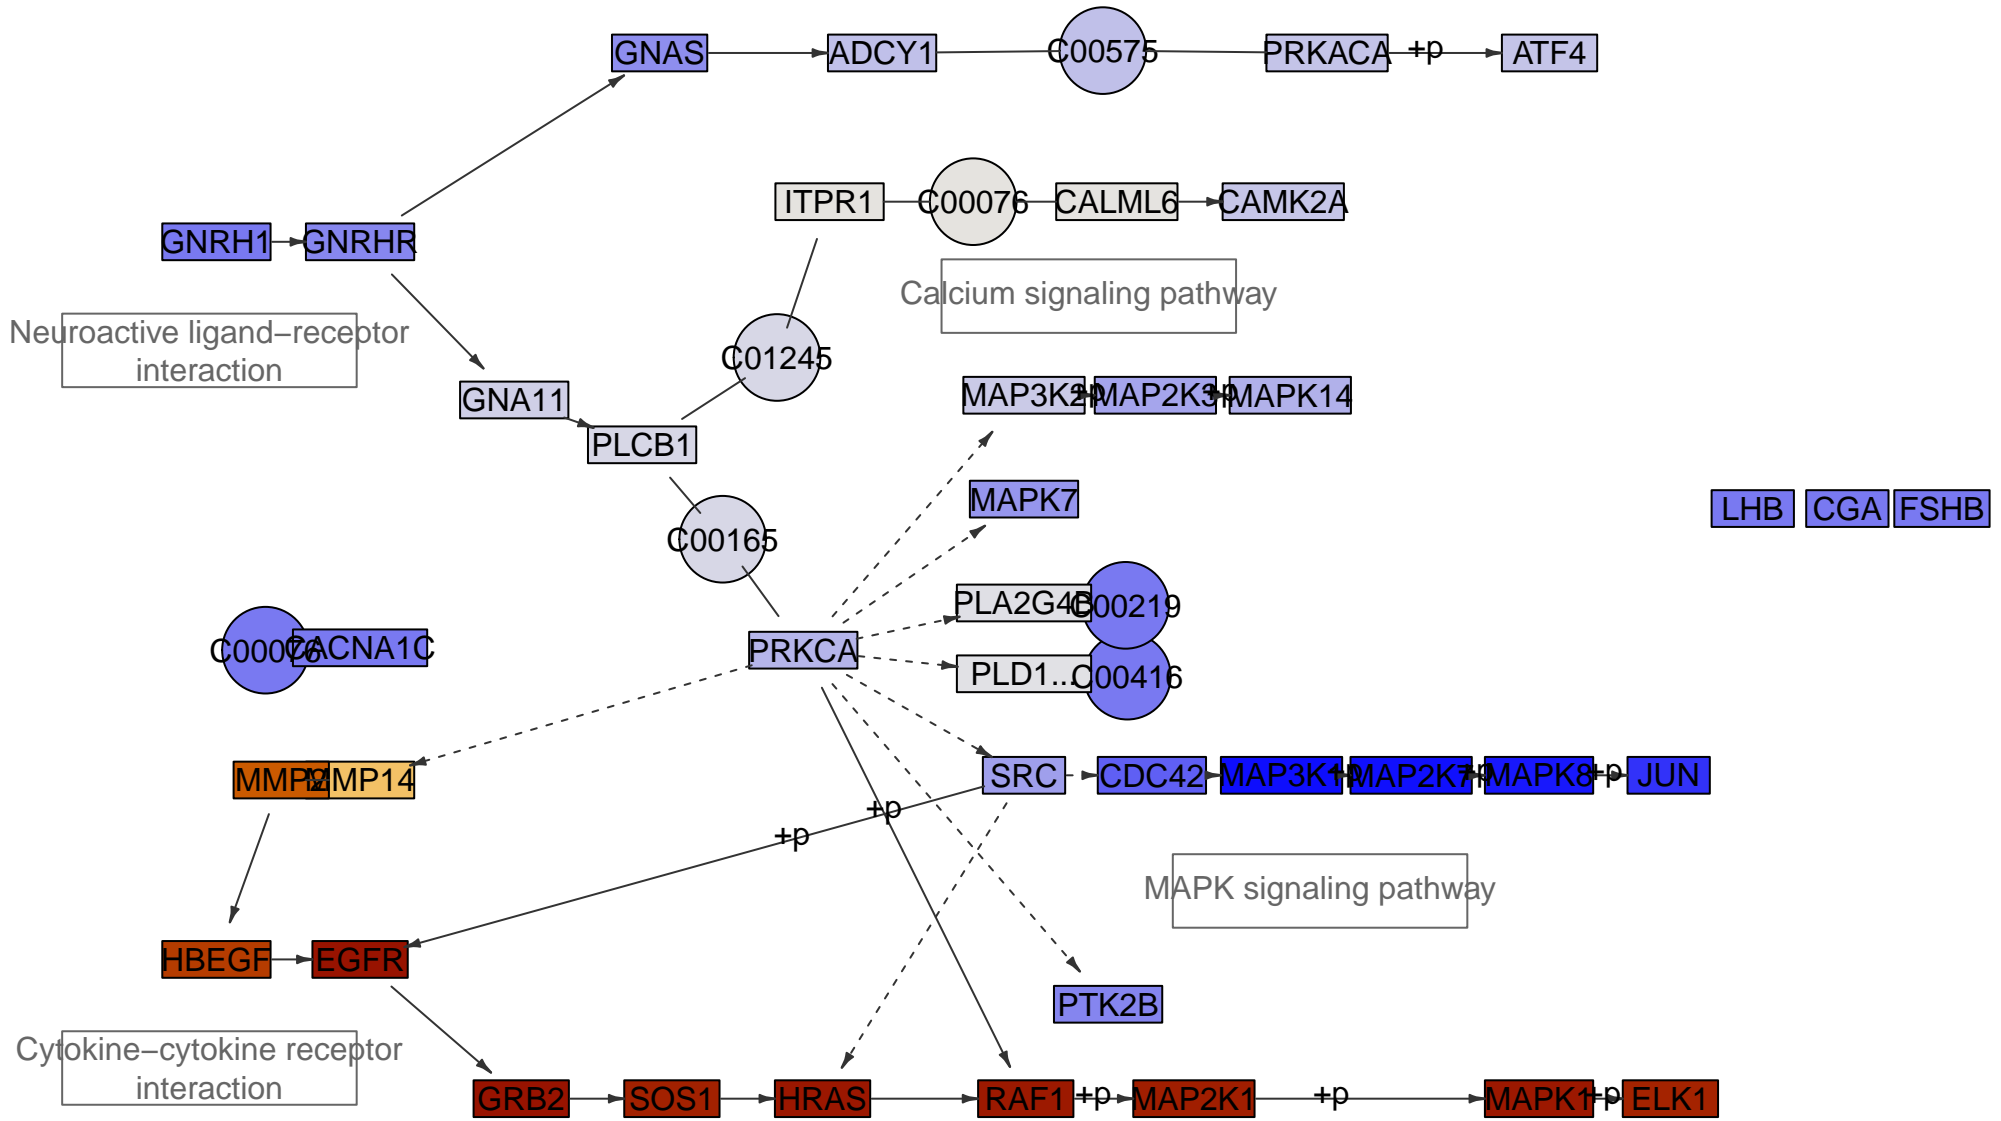 GNAS
ADCY1
C00575
PRKACA
+p
ATF4
ITPR1
C00076
CALML6
CAMK2A
GNRH1
GNRHR
Calcium signaling pathway
Neuroactive ligand–receptor
interaction
C01245
GNA11
MAP3K2
+p
MAP2K3
+p
MAPK14
PLCB1
MAPK7
LHB
CGA
FSHB
C00165
PLA2G4B
C00219
C00076
CACNA1C
PRKCA
PLD1...
C00416
MMP2
MMP14
SRC
CDC42
MAP3K1
+p
MAP2K7
+p
MAPK8
+p
JUN
+p
+p
MAPK signaling pathway
HBEGF
EGFR
PTK2B
Cytokine–cytokine receptor
interaction
GRB2
SOS1
HRAS
RAF1
+p
MAP2K1
+p
MAPK1
+p
ELK1